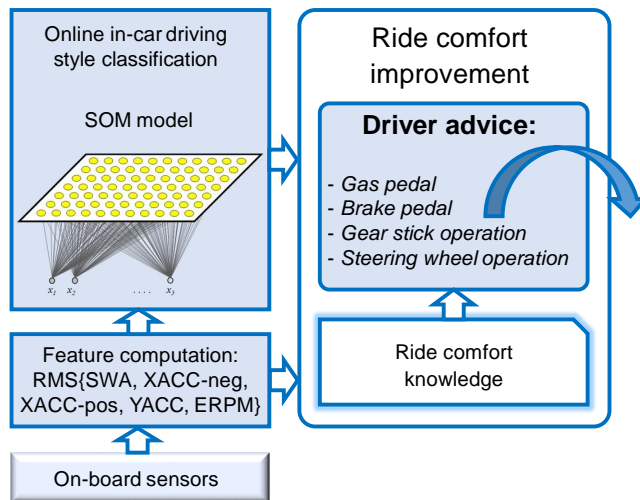 Online in-car driving
style classification
SOM model
x1 x2 .... x3
Feature computation:
RMS{SWA, XACC-neg,
XACC-pos, YACC, ERPM}
On-board sensors
Ride comfort
improvement
Driver advice:
- Gas pedal
- Brake pedal
- Gear stick operation
- Steering wheel operation
Ride comfort
knowledge